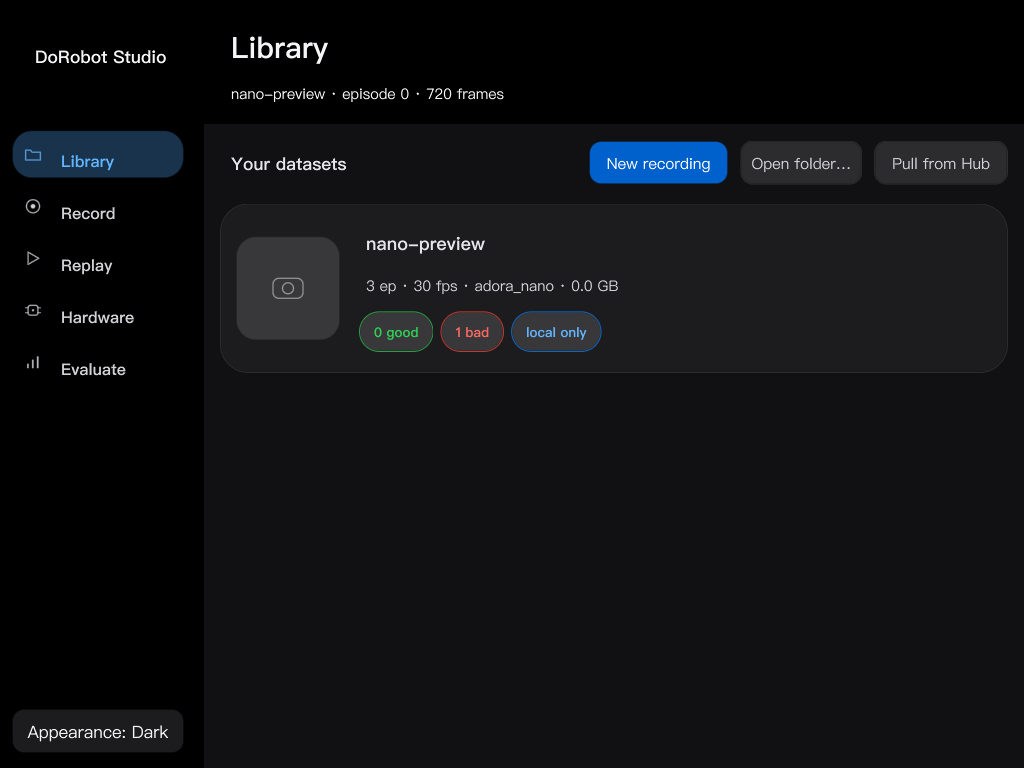 DoRobot Studio
Library
Record
Replay
Hardware
Evaluate
Appearance: Dark
Library
nano-preview · episode 0 · 720 frames
Your datasets
New recording
Open folder...
Pull from Hub
nano-preview
3 ep · 30 fps · adora_nano · 0.0 GB
0 good
1 bad
local only